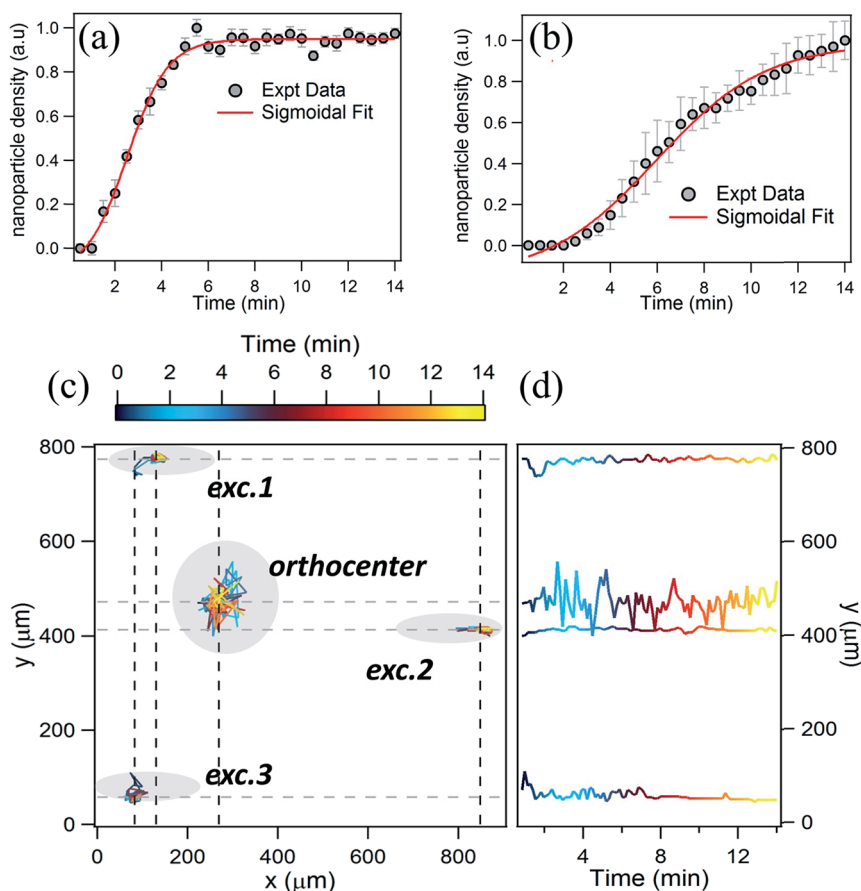 (a)
nanoparticle density (a.u)
1.0
0.8
0.6
0.4
0.2
0.0
Expt Data
Sigmoidal Fit
2 4 6 8 10 12 14
Time (min)
(b)
nanoparticle density (a.u)
1.0
0.8
0.6
0.4
0.2
0.0
Expt Data
Sigmoidal Fit
2 4 6 8 10 12 14
Time (min)
Time (min)
0 2 4 6 8 10 12 14
(c)
y (μm)
800
600
400
200
0
exc.1
orthocenter
exc.2
exc.3
0 200 400 600 800
x (μm)
(d)
800
600
400
200
0
y (μm)
4 8 12
Time (min)